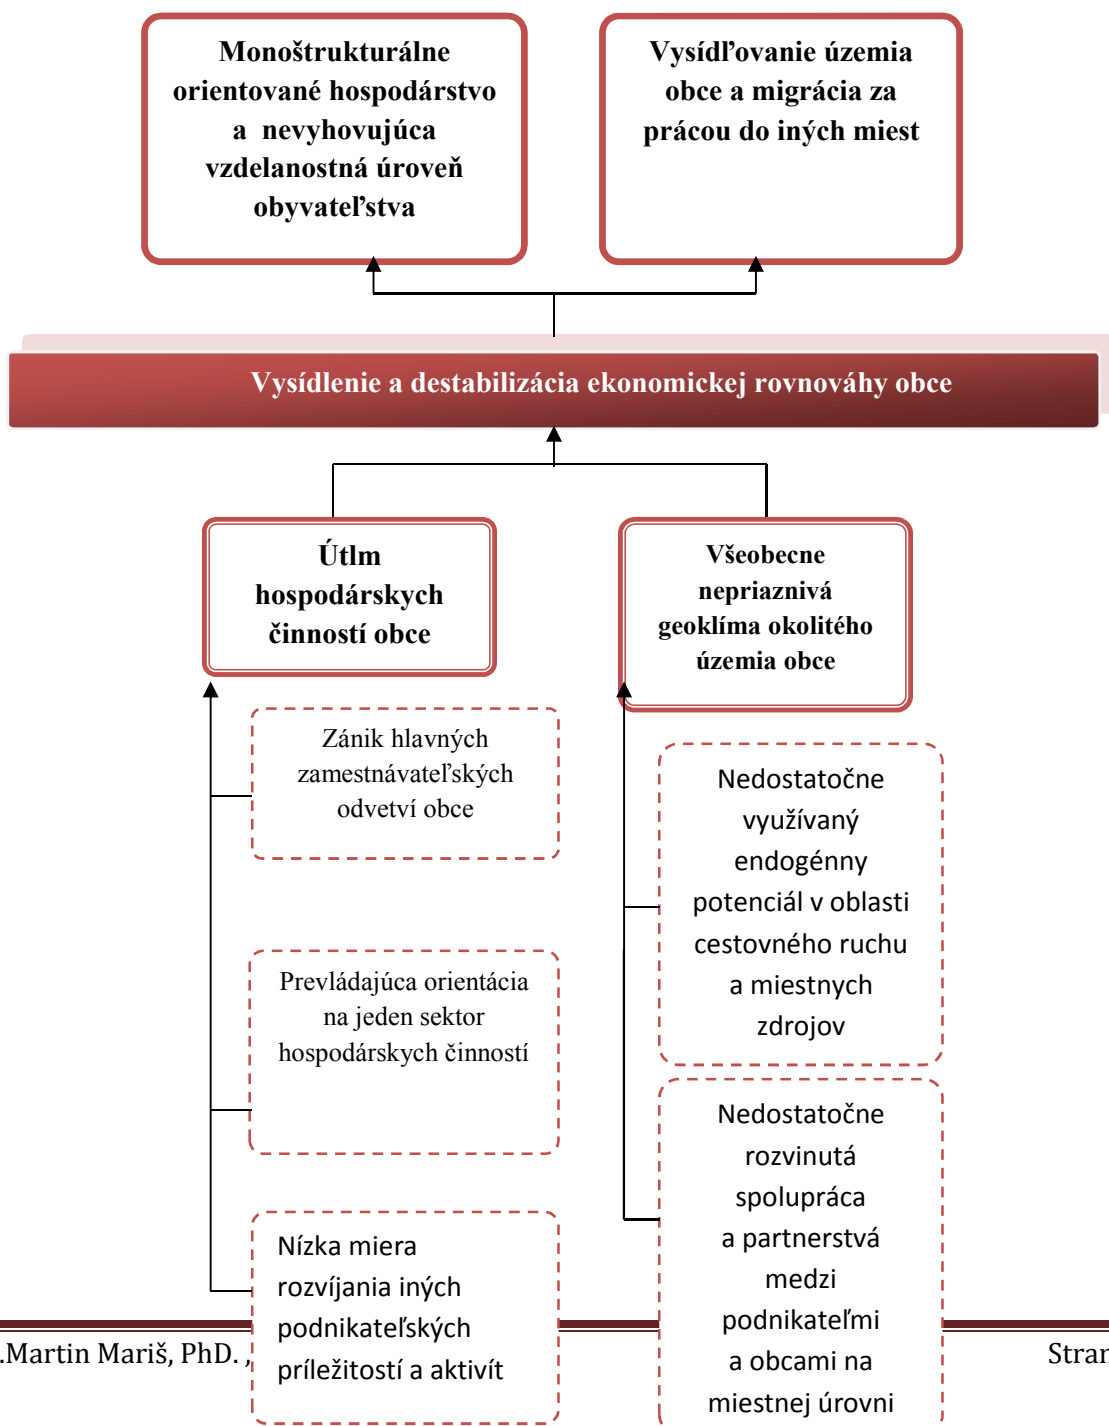 Monoštrukturálne
orientované hospodárstvo
a nevyhovujúca
vzdelanostná úroveň
obyvateľstva
Vysídľovanie územia
obce a migrácia za
prácou do iných miest
Vysídlenie a destabilizácia ekonomickej rovnováhy obce
Útlm
hospodárskych
činností obce
Všeobecne
nepriaznivá
geoklíma okolitého
územia obce
Zánik hlavných
zamestnávateľských
odvetví obce
Nedostatočne
využívaný
endogénny
potenciál v oblasti
cestovného ruchu
a miestnych
zdrojov
Prevládajúca orientácia
na jeden sektor
hospodárskych činností
Nedostatočne
rozvinutá
spolupráca
a partnerstvá
medzi
podnikateľmi
a obcami na
miestnej úrovni
Nízka miera
rozvíjania iných
podnikateľských
príležitostí a aktivít
.Martin Mariš, PhD. ,
Stran